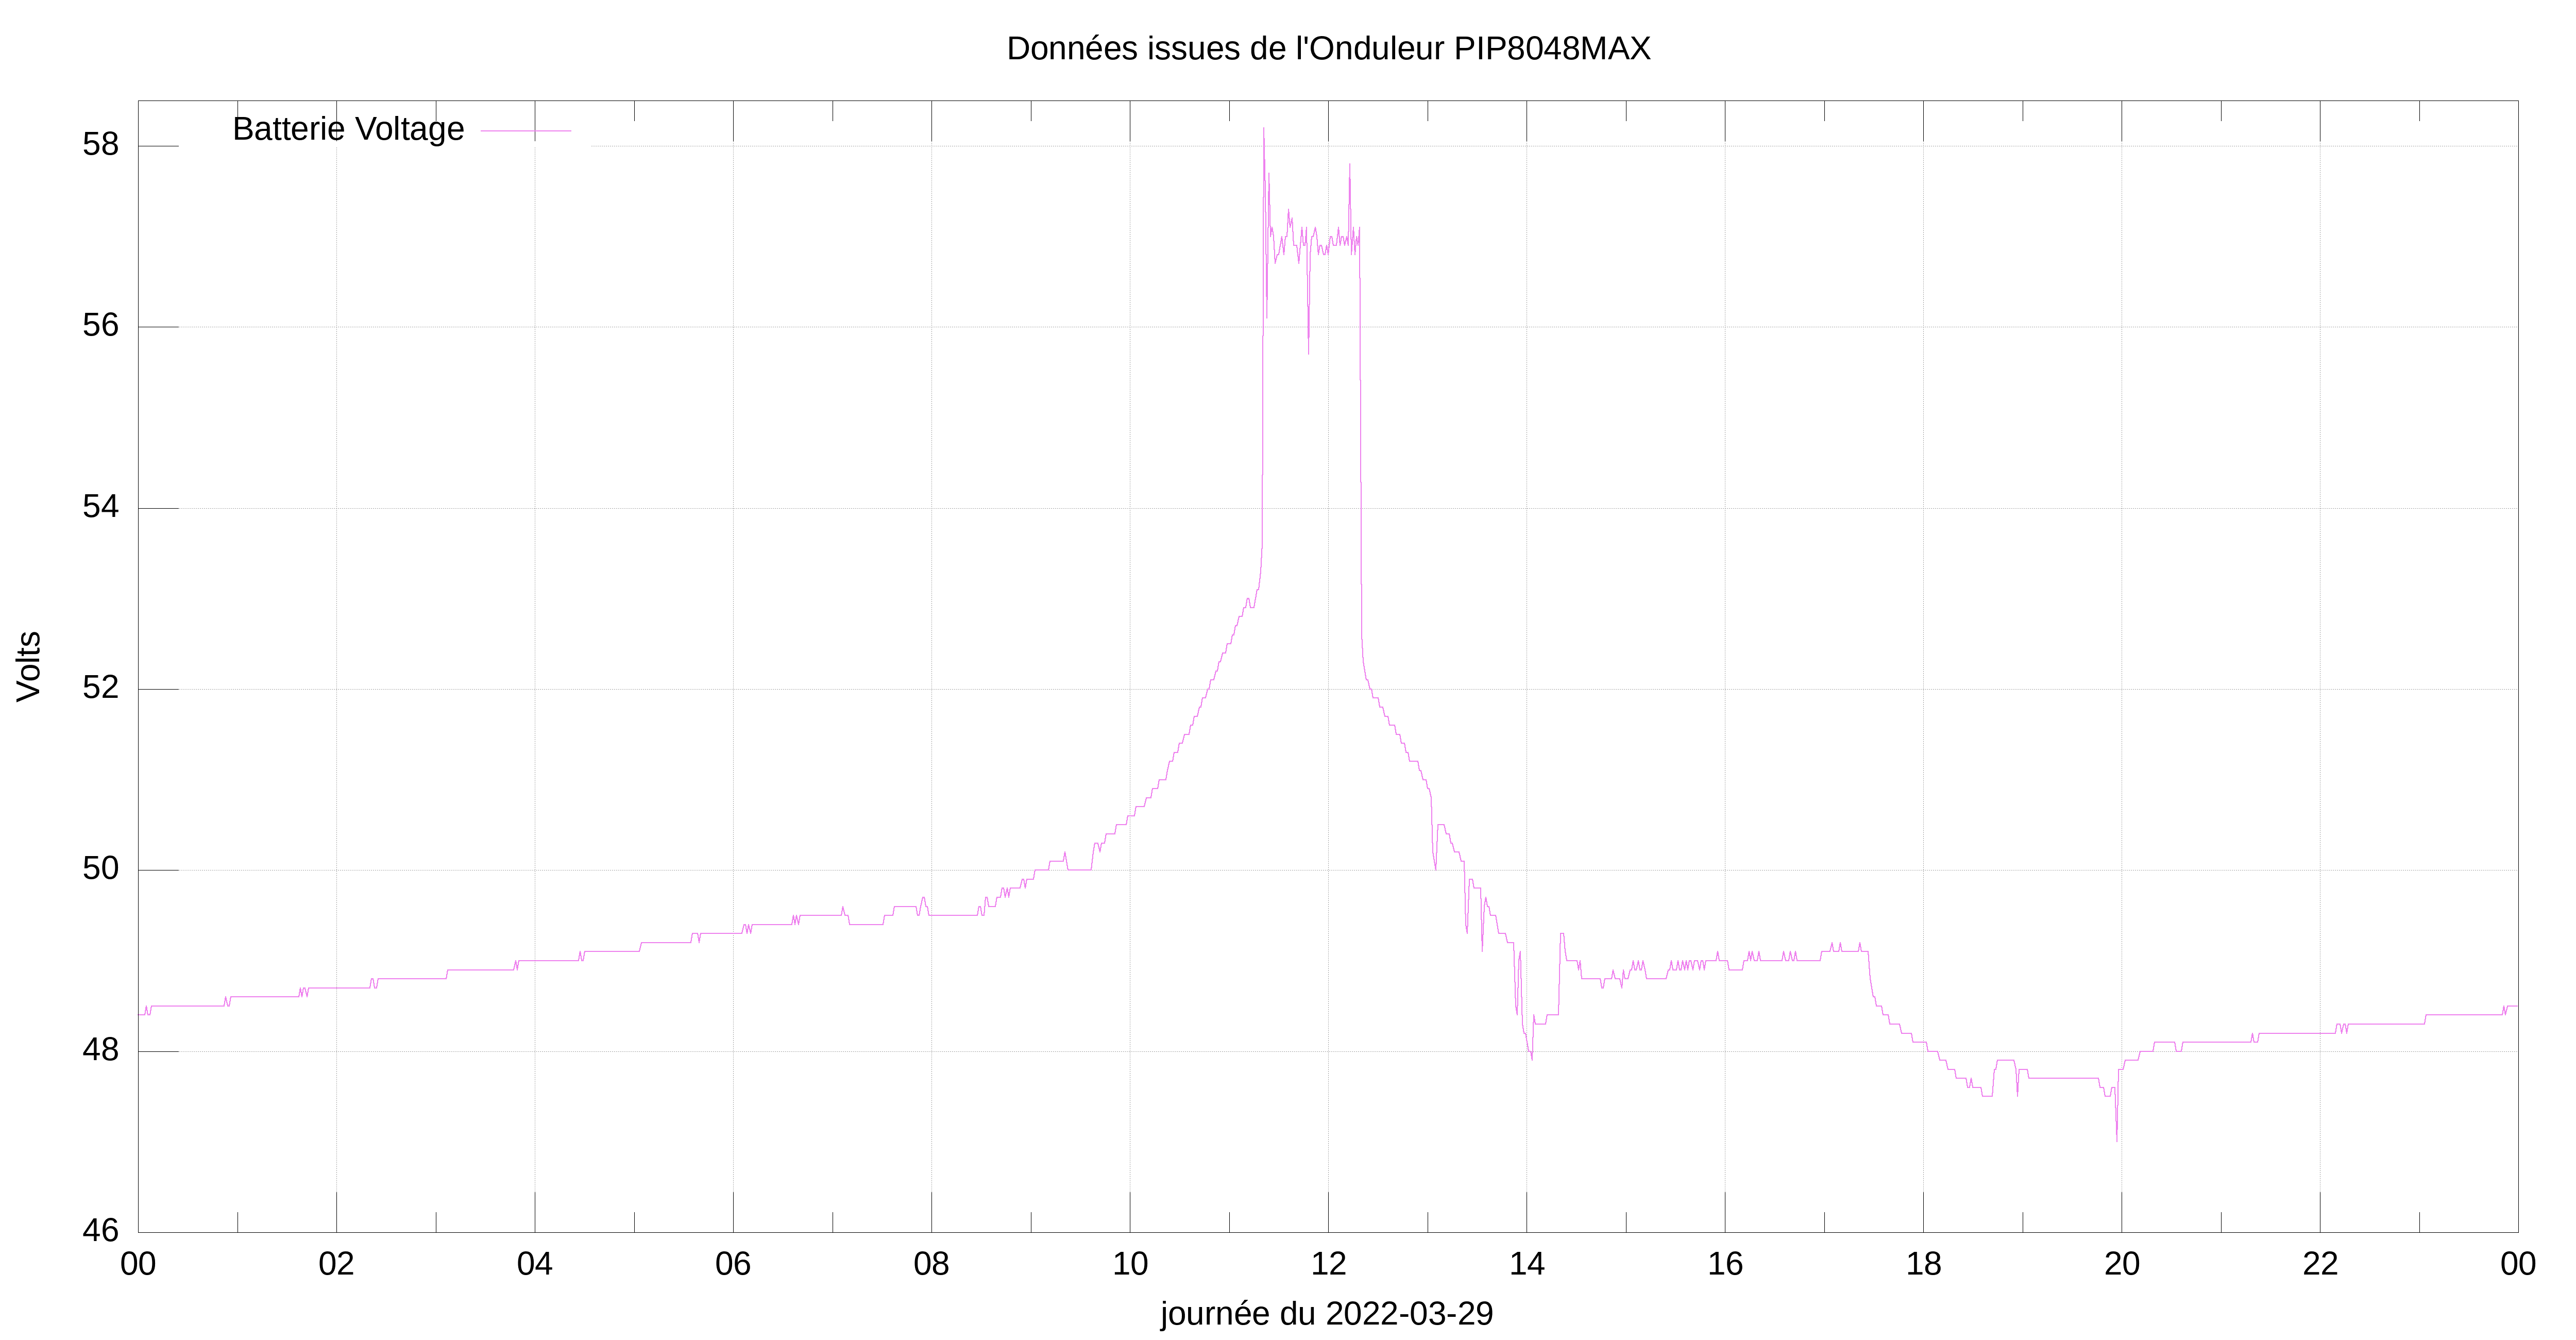 Données issues de l'Onduleur PIP8048MAX
Batterie Voltage
58
56
54
52
50
48
46
Volts
00 02 04 06 08 10 12 14 16 18 20 22 00
journée du 2022-03-29